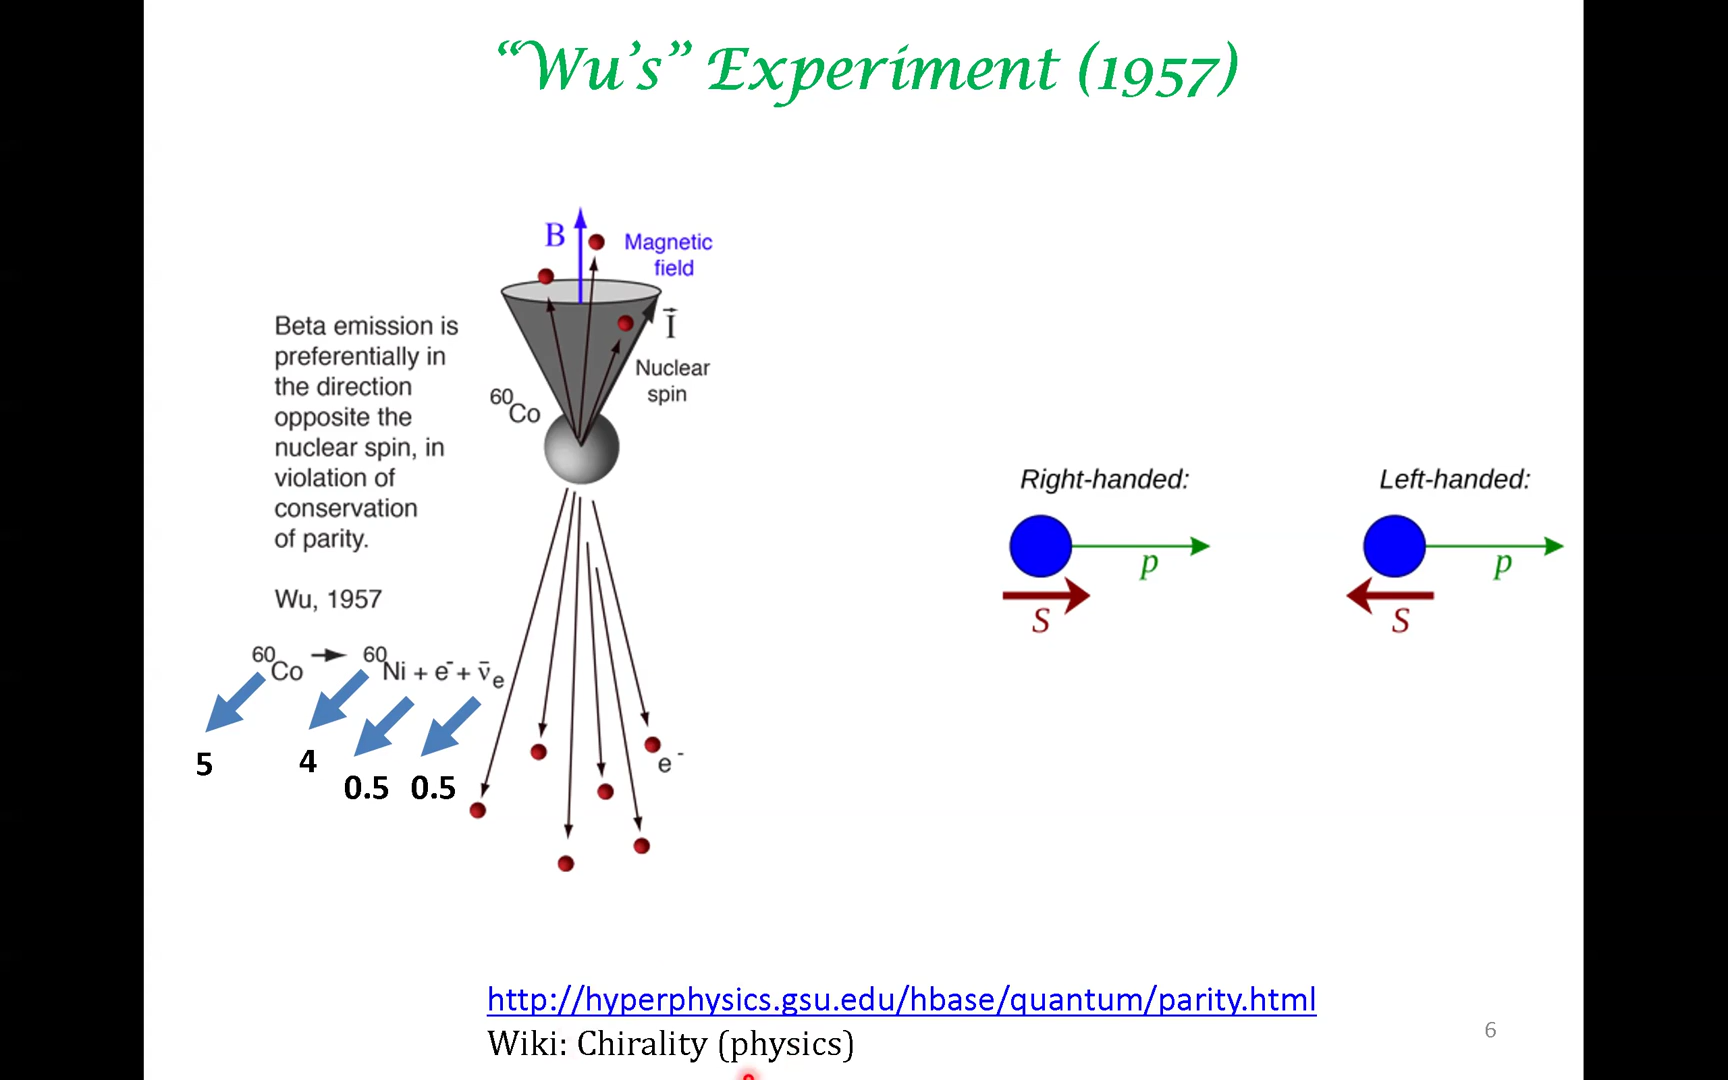 “Wu’s” Experiment (1957)
B
Magnetic
field
I⃗
Nuclear
spin
60Co
Beta emission is
preferentially in
the direction
opposite the
nuclear spin, in
violation of
conservation
of parity.
Wu, 1957
60Co → 60Ni + e- + ν̄e
5
4
0.5 0.5
e-
Right-handed:
p
S
Left-handed:
p
S
http://hyperphysics.gsu.edu/hbase/quantum/parity.html
Wiki: Chirality (physics)
6